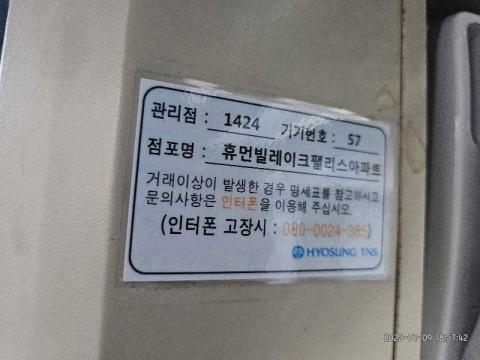 관리점 : 1424 기기번호 : 57
점포명 : 휴먼빌레이크팰리스아파트
거래이상이 발생한 경우 명세표를 참고하시고
문의사항은 인터폰을 이용해 주십시오.
(인터폰 고장시 : 080-0024-365)
HYOSUNG TNS